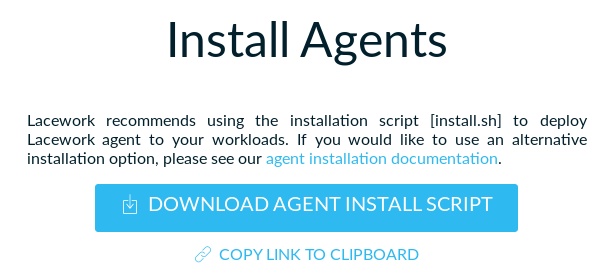 Install Agents
Lacework recommends using the installation script [install.sh] to deploy
Lacework agent to your workloads. If you would like to use an alternative
installation option, please see our agent installation documentation.
DOWNLOAD AGENT INSTALL SCRIPT
COPY LINK TO CLIPBOARD